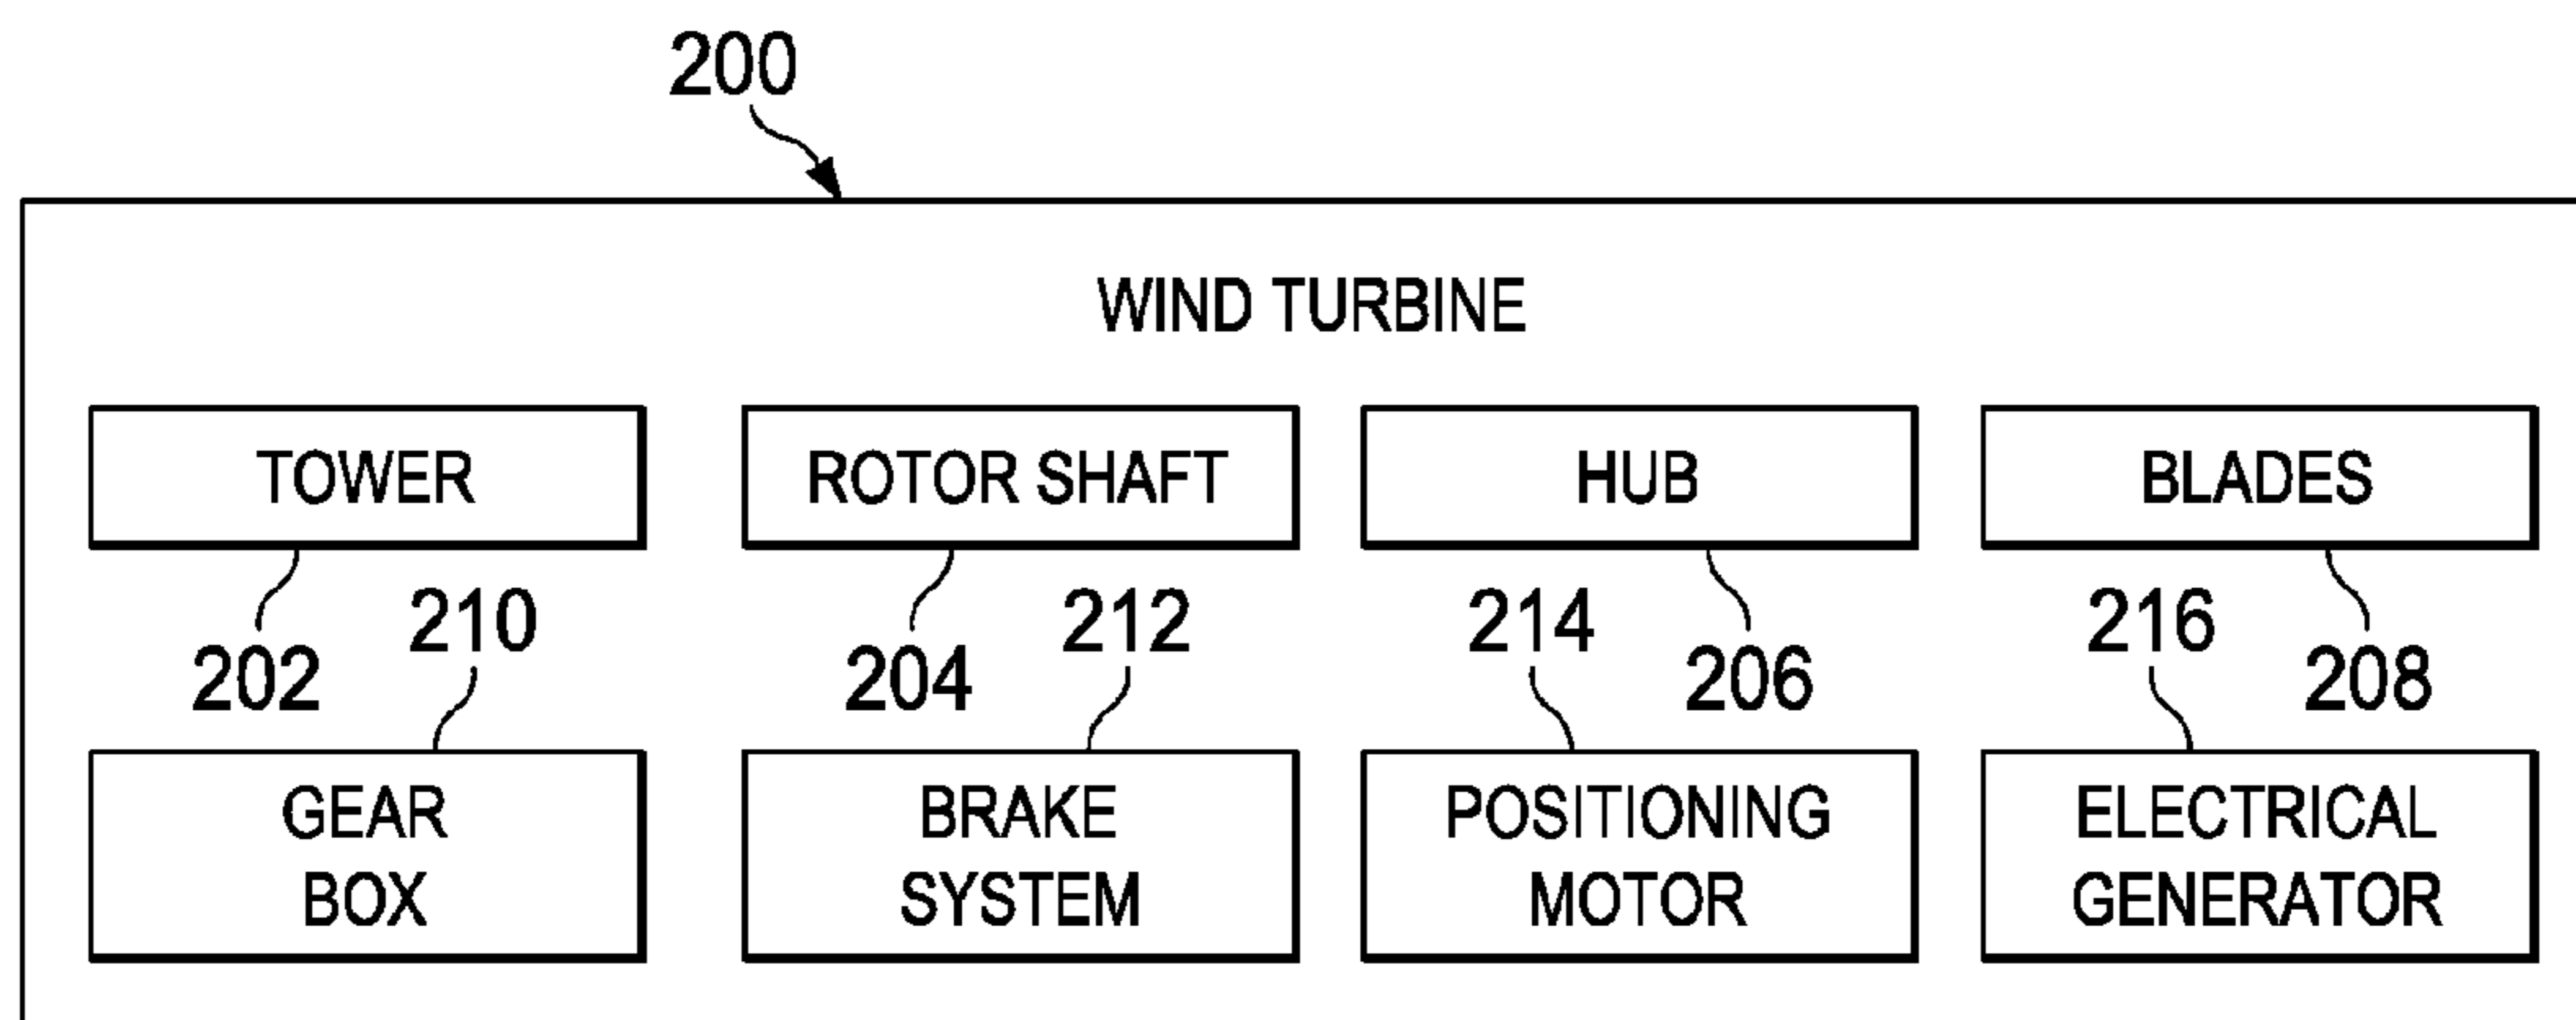 200
WIND TURBINE
TOWER
ROTOR SHAFT
HUB
BLADES
202
210
204
212
214
206
216
208
GEAR
BOX
BRAKE
SYSTEM
POSITIONING
MOTOR
ELECTRICAL
GENERATOR